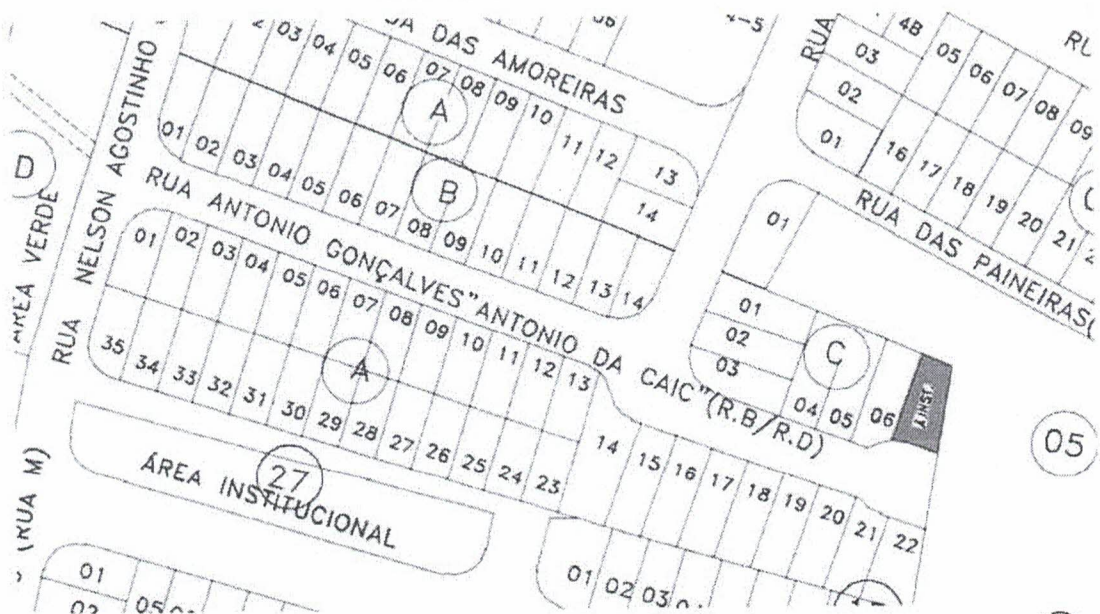 2 03 04 05 06 07 08 09 10 11 12 13
14
A
DAS AMOREIRAS
RUA
4B 05 06 07 08 09
03
02
01
16 17 18 19 20 21
RUA DAS PAINEIRAS(
D
ÁREA VERDE
RUA NELSON AGOSTINHO
(RUA M)
01 02 03 04 05 06 07 08 09 10 11 12 13 14
B
RUA ANTONIO GONÇALVES"ANTONIO DA CAIC"(R.B/R.D)
01 02 03 04 05 06 07 08 09 10 11 12 13
14 15 16 17 18 19 20 21 22
A
35 34 33 32 31 30 29 28 27 26 25 24 23
01
01
02
03
04 05 06
C
A.INST.
05
27
ÁREA INSTITUCIONAL
01 02 03
01
02 05